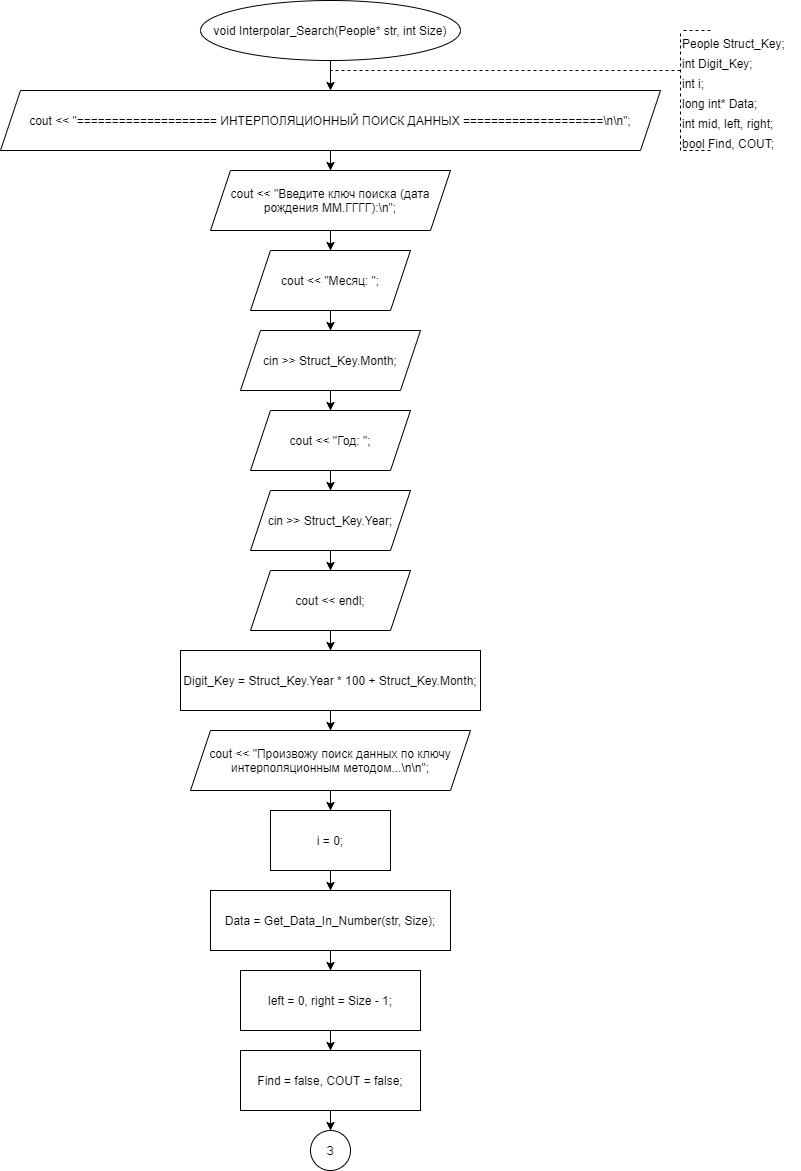 void Interpolar_Search(People* str, int Size)
People Struct_Key;
int Digit_Key;
int i;
long int* Data;
int mid, left, right;
bool Find, COUT;
cout << "==================== ИНТЕРПОЛЯЦИОННЫЙ ПОИСК ДАННЫХ ====================\n\n";
cout << "Введите ключ поиска (дата
рождения ММ.ГГГГ):\n";
cout << "Месяц: ";
cin >> Struct_Key.Month;
cout << "Год: ";
cin >> Struct_Key.Year;
cout << endl;
Digit_Key = Struct_Key.Year * 100 + Struct_Key.Month;
cout << "Произвожу поиск данных по ключу
интерполяционным методом...\n\n";
i = 0;
Data = Get_Data_In_Number(str, Size);
left = 0, right = Size - 1;
Find = false, COUT = false;
3